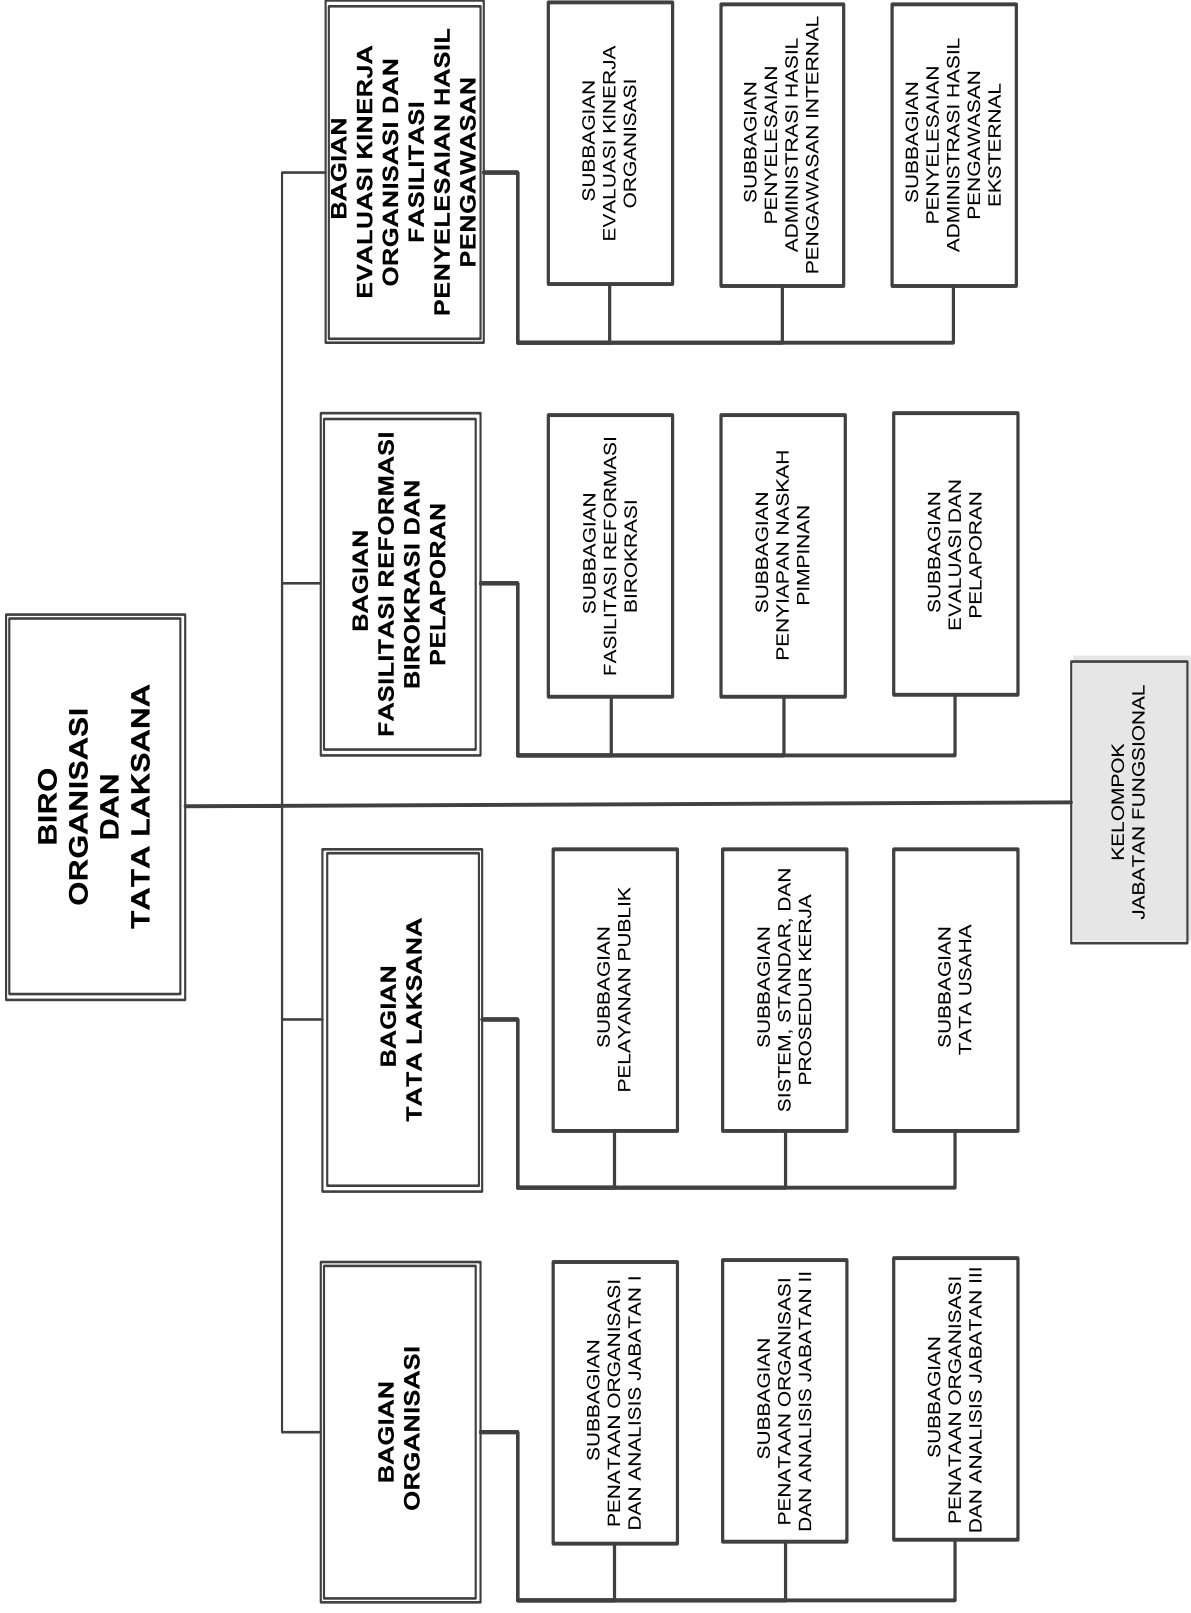 BIRO
ORGANISASI
DAN
TATA LAKSANA
BAGIAN
ORGANISASI
BAGIAN
TATA LAKSANA
BAGIAN
FASILITASI REFORMASI
BIROKRASI DAN
PELAPORAN
BAGIAN
EVALUASI KINERJA
ORGANISASI DAN
FASILITASI
PENYELESAIAN HASIL
PENGAWASAN
SUBBAGIAN
PENATAAN ORGANISASI
DAN ANALISIS JABATAN I
SUBBAGIAN
PELAYANAN PUBLIK
SUBBAGIAN
FASILITASI REFORMASI
BIROKRASI
SUBBAGIAN
EVALUASI KINERJA
ORGANISASI
SUBBAGIAN
PENATAAN ORGANISASI
DAN ANALISIS JABATAN II
SUBBAGIAN
SISTEM, STANDAR, DAN
PROSEDUR KERJA
SUBBAGIAN
PENYIAPAN NASKAH
PIMPINAN
SUBBAGIAN
PENYELESAIAN
ADMINISTRASI HASIL
PENGAWASAN INTERNAL
SUBBAGIAN
PENATAAN ORGANISASI
DAN ANALISIS JABATAN III
SUBBAGIAN
TATA USAHA
SUBBAGIAN
EVALUASI DAN
PELAPORAN
SUBBAGIAN
PENYELESAIAN
ADMINISTRASI HASIL
PENGAWASAN
EKSTERNAL
KELOMPOK
JABATAN FUNGSIONAL